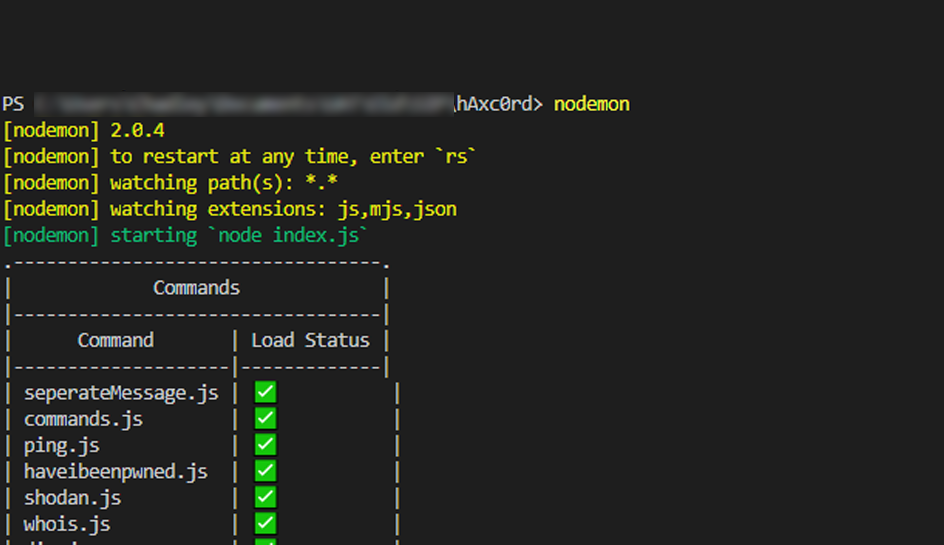 PS \hAxc0rd> nodemon
[nodemon] 2.0.4
[nodemon] to restart at any time, enter `rs`
[nodemon] watching path(s): *.*
[nodemon] watching extensions: js,mjs,json
[nodemon] starting `node index.js`
Commands
Command | Load Status
seperateMessage.js | ✅
commands.js | ✅
ping.js | ✅
haveibeenpwned.js | ✅
shodan.js | ✅
whois.js | ✅